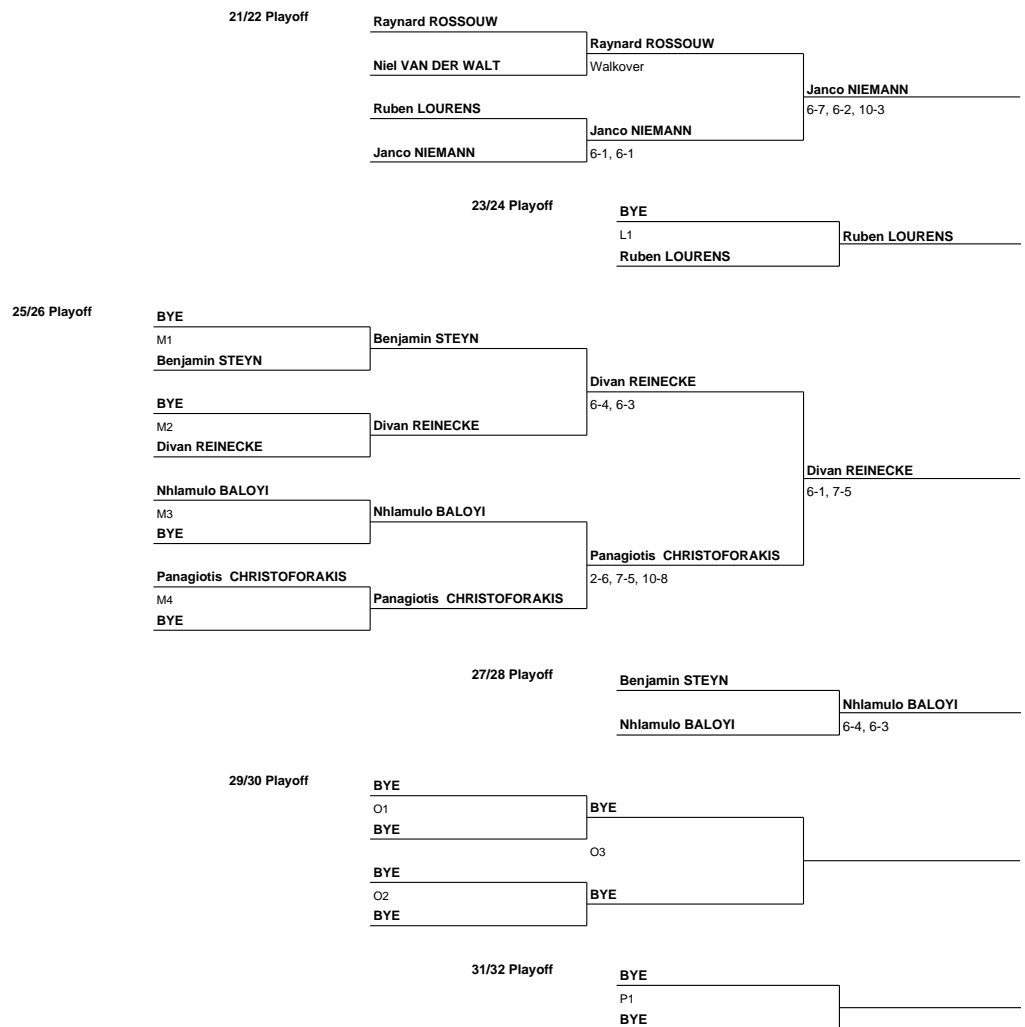 21/22 Playoff
Raynard ROSSOUW
Raynard ROSSOUW
Niel VAN DER WALT
Walkover
Janco NIEMANN
6-7, 6-2, 10-3
Ruben LOURENS
Janco NIEMANN
Janco NIEMANN
6-1, 6-1
23/24 Playoff
BYE
L1
Ruben LOURENS
Ruben LOURENS
25/26 Playoff
BYE
M1
Benjamin STEYN
Benjamin STEYN
Divan REINECKE
6-4, 6-3
BYE
M2
Divan REINECKE
Divan REINECKE
Divan REINECKE
6-1, 7-5
Nhlamulo BALOYI
M3
Nhlamulo BALOYI
BYE
Panagiotis CHRISTOFORAKIS
2-6, 7-5, 10-8
Panagiotis CHRISTOFORAKIS
M4
Panagiotis CHRISTOFORAKIS
BYE
27/28 Playoff
Benjamin STEYN
Nhlamulo BALOYI
Nhlamulo BALOYI
6-4, 6-3
29/30 Playoff
BYE
O1
BYE
BYE
O3
BYE
O2
BYE
BYE
31/32 Playoff
BYE
P1
BYE